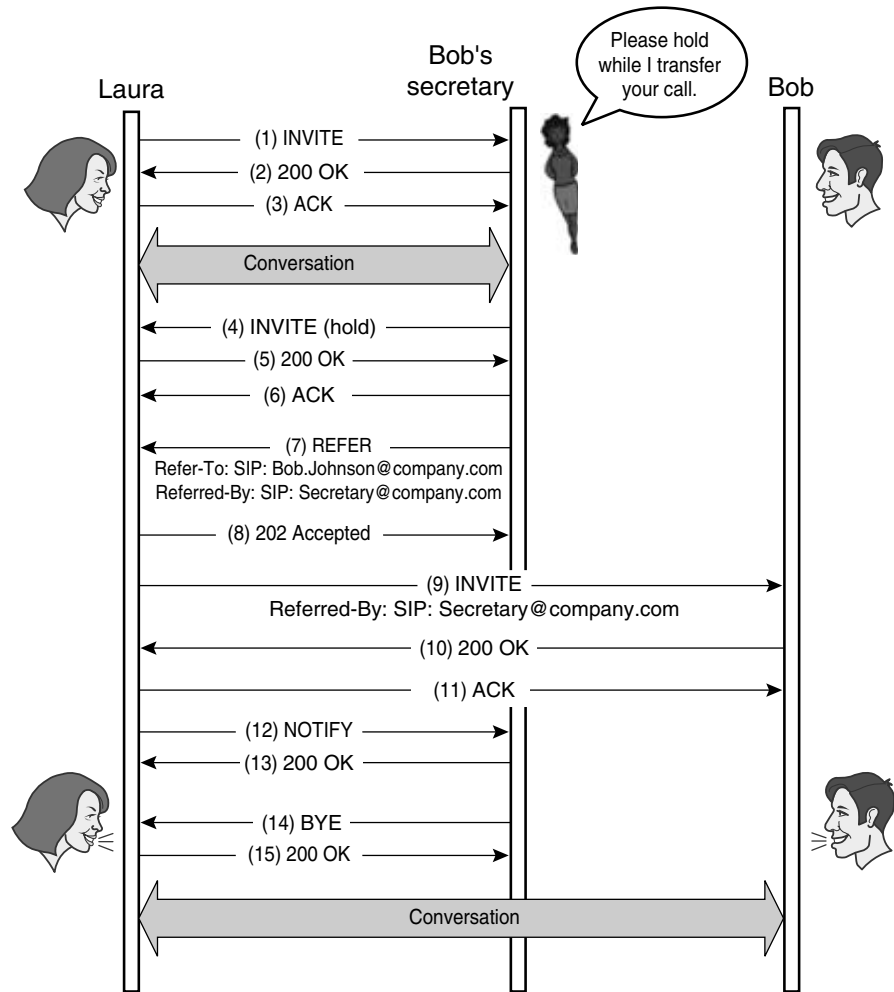 Please hold
while I transfer
your call.
Laura
Bob's
secretary
Bob
(1) INVITE
(2) 200 OK
(3) ACK
Conversation
(4) INVITE (hold)
(5) 200 OK
(6) ACK
(7) REFER
Refer-To: SIP: Bob.Johnson@company.com
Referred-By: SIP: Secretary@company.com
(8) 202 Accepted
(9) INVITE
Referred-By: SIP: Secretary@company.com
(10) 200 OK
(11) ACK
(12) NOTIFY
(13) 200 OK
(14) BYE
(15) 200 OK
Conversation